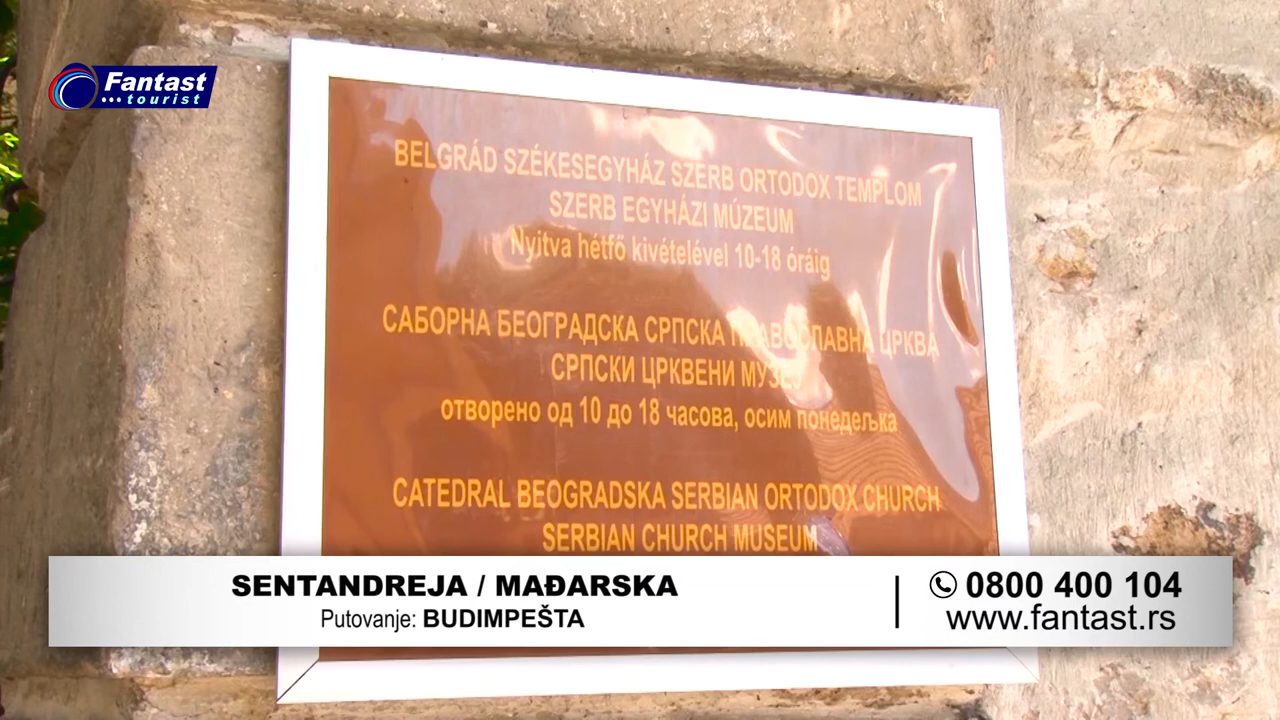 Fantast
tourist
BELGRÁD SZÉKESEGYHÁZ SZERB ORTODOX TEMPLOM
SZERB EGYHÁZI MÚZEUM
Nyitva hétfő kivételével 10-18 óráig
САБОРНА БЕОГРАДСКА СРПСКА ПРАВОСЛАВНА ЦРКВА
СРПСКИ ЦРКВЕНИ МУЗЕЈ
отворено од 10 до 18 часова, осим понедељка
CATEDRAL BEOGRADSKA SERBIAN ORTODOX CHURCH
SERBIAN CHURCH MUSEUM
SENTANDREJA / MAĐARSKA
Putovanje: BUDIMPEŠTA
0800 400 104
www.fantast.rs